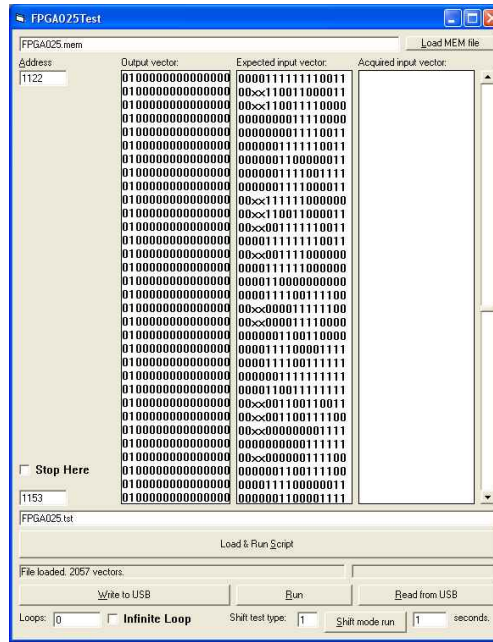 FPGA025Test
FPGA025.mem Load MEM file
Address Output vector: Expected input vector: Acquired input vector:
1122
0100000000000000 0000111111110011
0100000000000000 00xx110011000011
0100000000000000 00xx110011110000
0100000000000000 0000000011110000
0100000000000000 0000000011110011
0100000000000000 0000001111110011
0100000000000000 0000001100000011
0100000000000000 0000001111001111
0100000000000000 0000001111000011
0100000000000000 00xx111111000000
0100000000000000 00xx110011000011
0100000000000000 00xx001111110011
0100000000000000 0000111111110011
0100000000000000 00xx001111000000
0100000000000000 0000111111000000
0100000000000000 0000110000000000
0100000000000000 0000111100111100
0100000000000000 00xx000011111100
0100000000000000 00xx000011110000
0100000000000000 0000001100110000
0100000000000000 0000111100001111
0100000000000000 0000111100111111
0100000000000000 0000001111111111
0100000000000000 0000110011111111
0100000000000000 00xx001100110011
0100000000000000 00xx001100111100
0100000000000000 00xx000000001111
0100000000000000 0000000000111111
0100000000000000 00xx000000111100
0100000000000000 0000001100111100
0100000000000000 0000111100000011
0100000000000000 0000001100001111
Stop Here
1153
FPGA025.tst
Load & Run Script
File loaded. 2057 vectors.
Write to USB Run Read from USB
Loops: 0 Infinite Loop Shift test type: 1 Shift mode run 1 seconds.